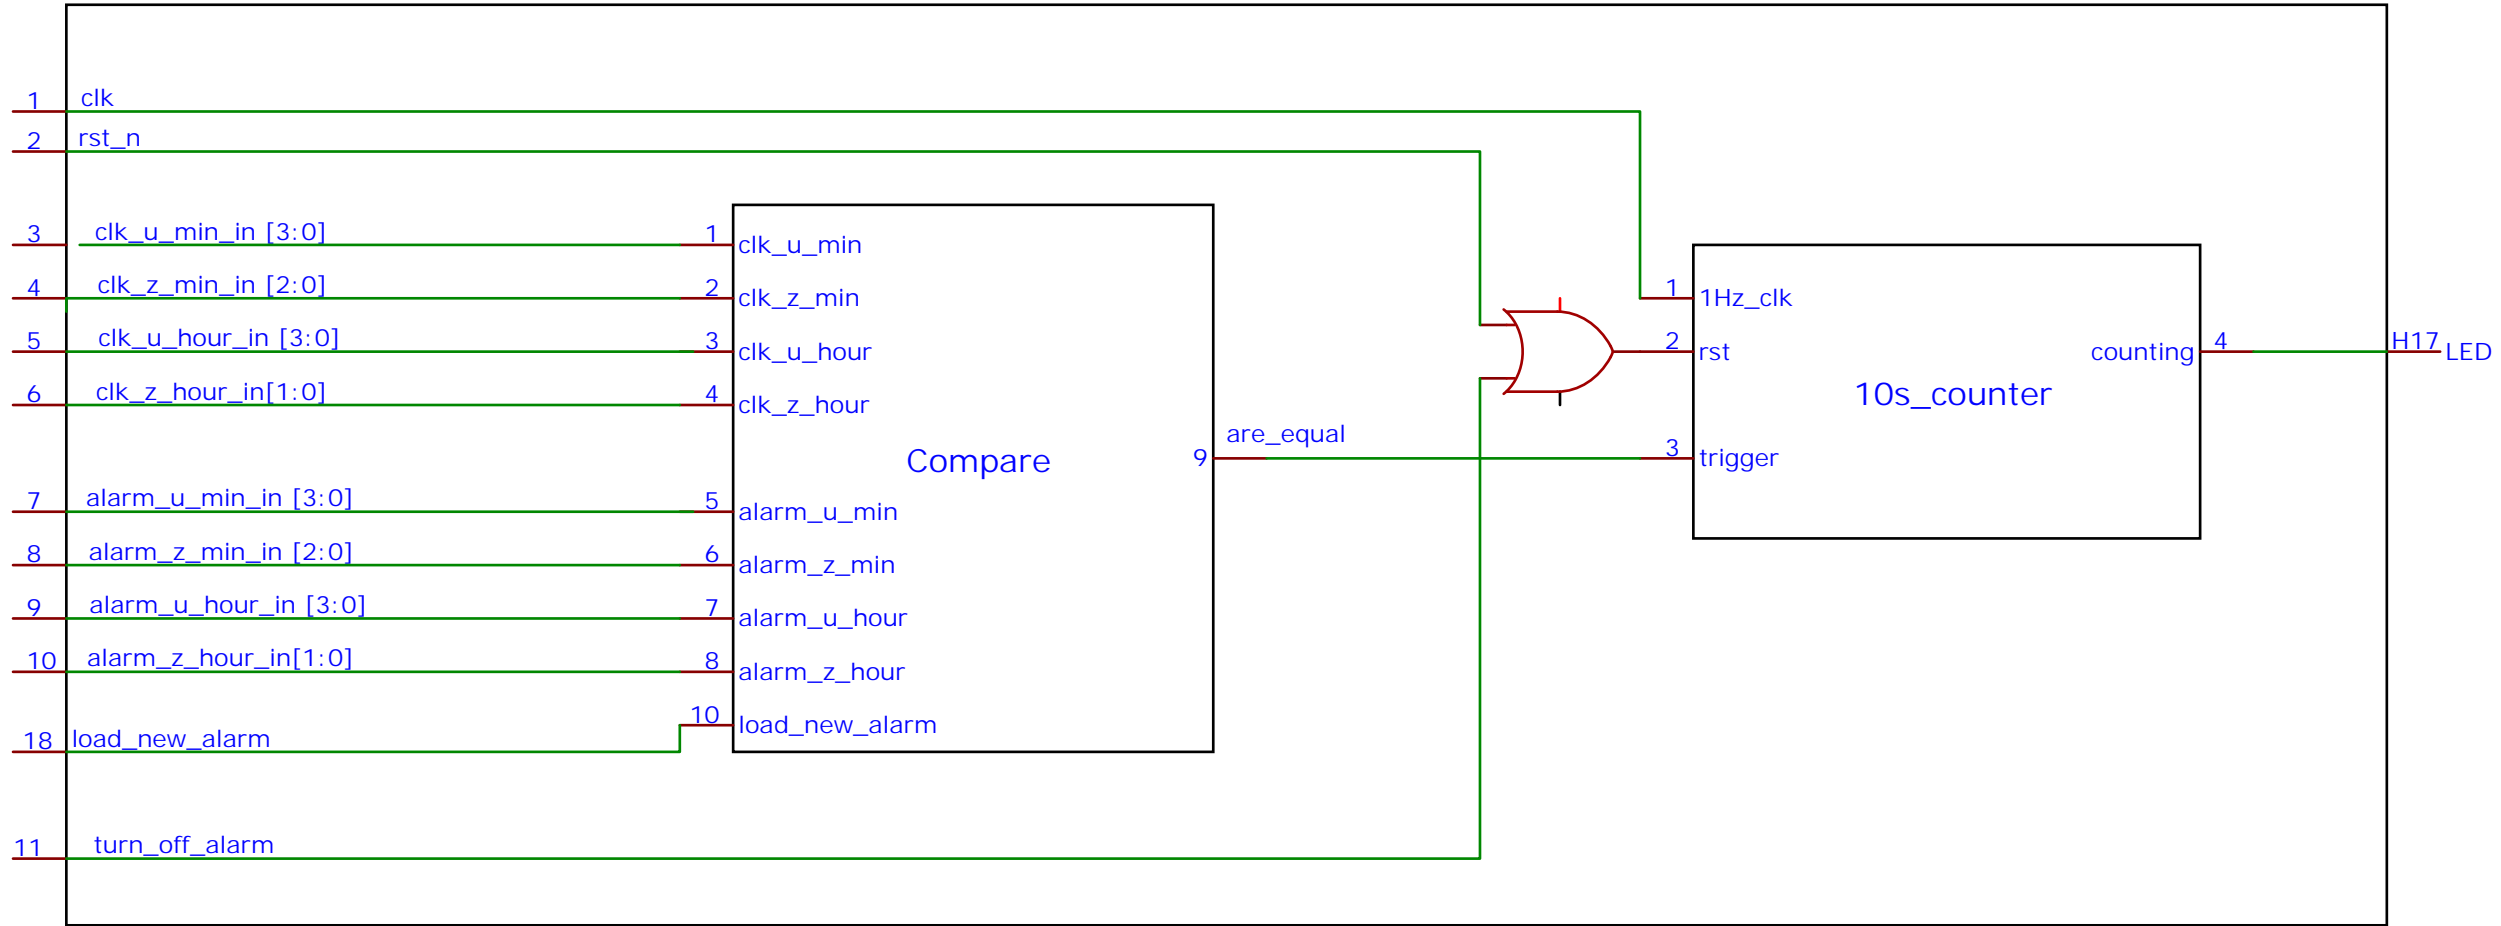 1 clk
2 rst_n
3 clk_u_min_in [3:0]
4 clk_z_min_in [2:0]
5 clk_u_hour_in [3:0]
6 clk_z_hour_in[1:0]
7 alarm_u_min_in [3:0]
8 alarm_z_min_in [2:0]
9 alarm_u_hour_in [3:0]
10 alarm_z_hour_in[1:0]
18 load_new_alarm
11 turn_off_alarm
1 clk_u_min
2 clk_z_min
3 clk_u_hour
4 clk_z_hour
Compare
5 alarm_u_min
6 alarm_z_min
7 alarm_u_hour
8 alarm_z_hour
10 load_new_alarm
9 are_equal
1 1Hz_clk
2 rst
3 trigger
10s_counter
counting 4
H17 LED